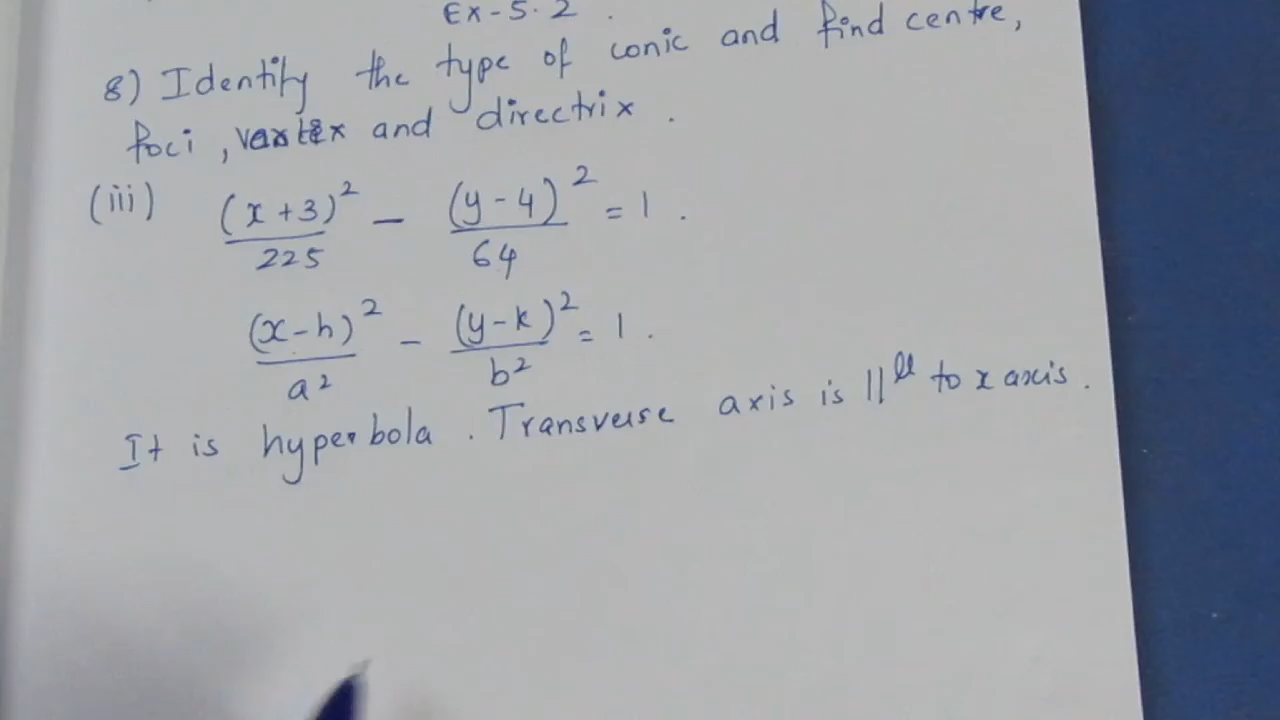 Ex-5.2.
8) Identify the type of conic and find centre,
foci, vertex and directrix.
(iii) (x+3)²/225 - (y-4)²/64 = 1.
(x-h)²/a² - (y-k)²/b² = 1.
It is hyperbola. Transverse axis is ||ˡˡ to x axis.